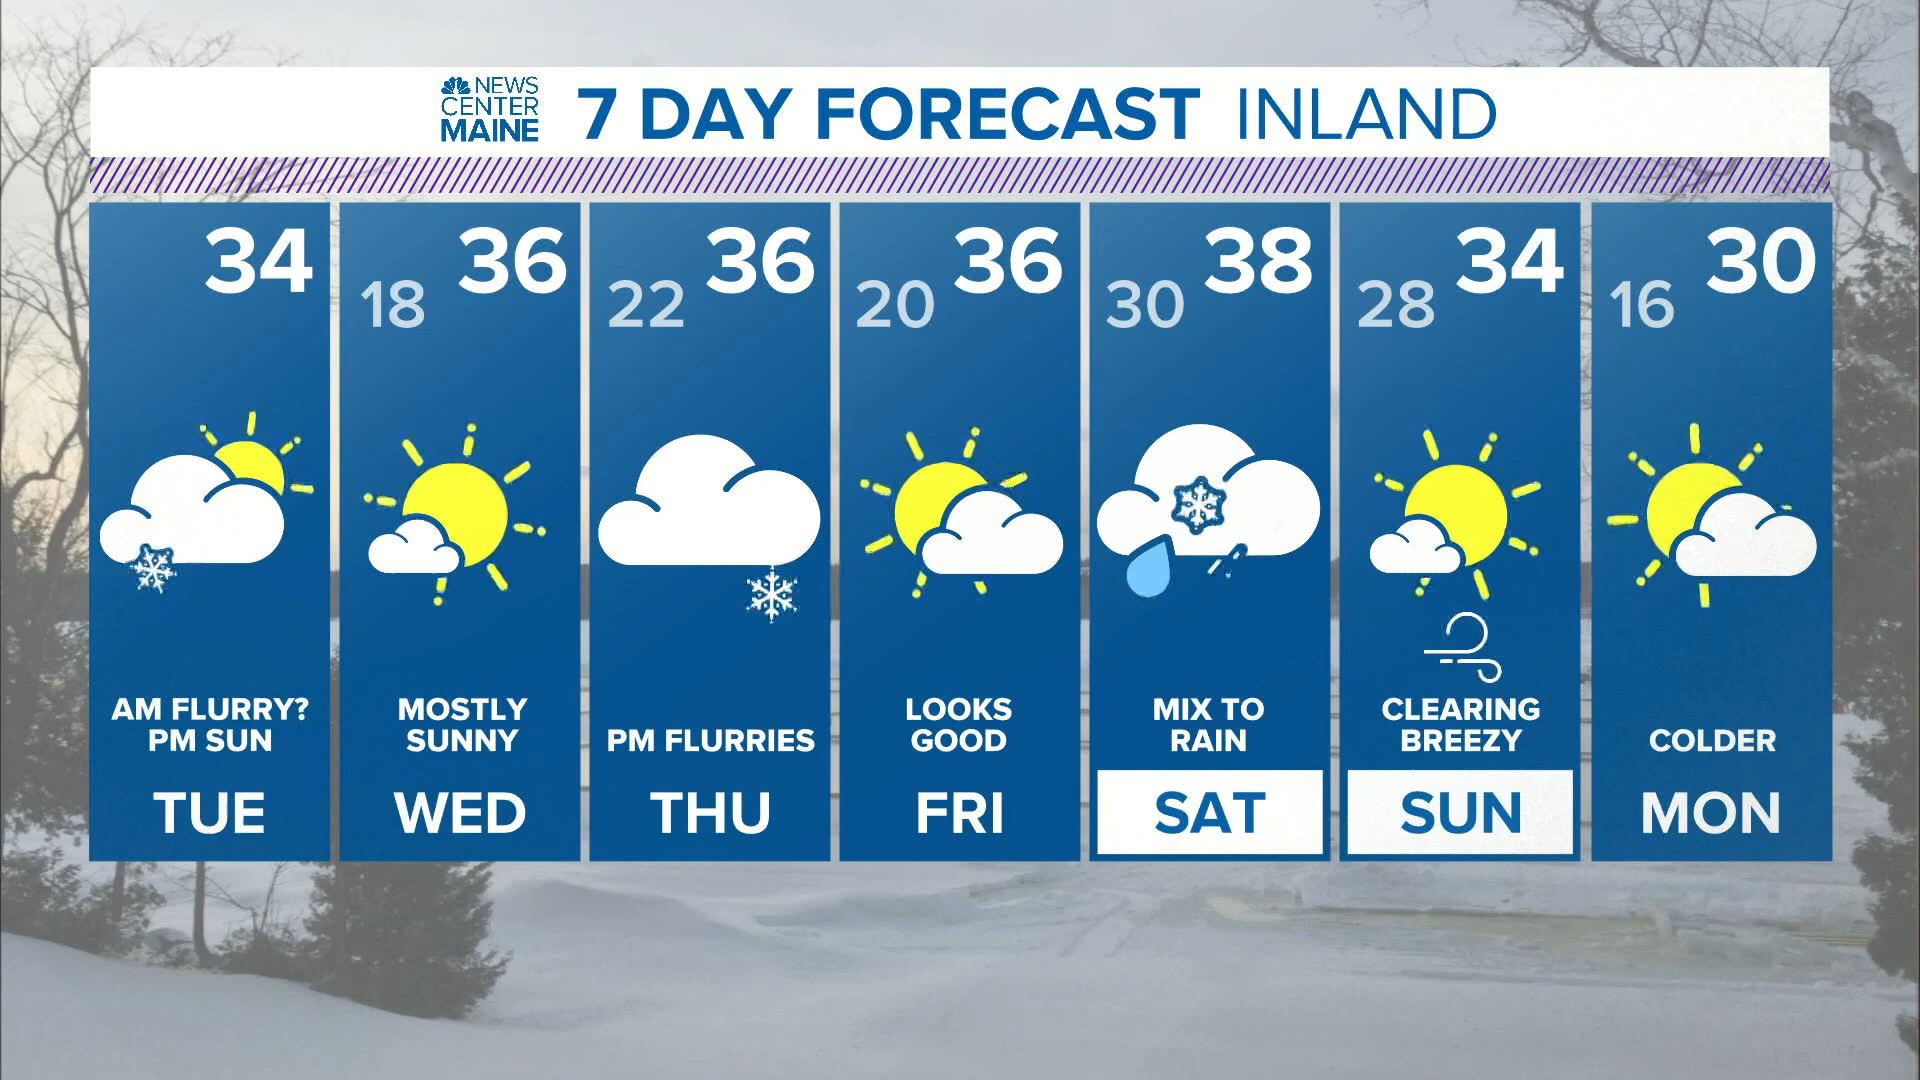 NEWS
CENTER
MAINE
7 DAY FORECAST INLAND
34
AM FLURRY?
PM SUN
TUE
18 36
MOSTLY
SUNNY
WED
22 36
PM FLURRIES
THU
20 36
LOOKS
GOOD
FRI
30 38
MIX TO
RAIN
SAT
28 34
CLEARING
BREEZY
SUN
16 30
COLDER
MON